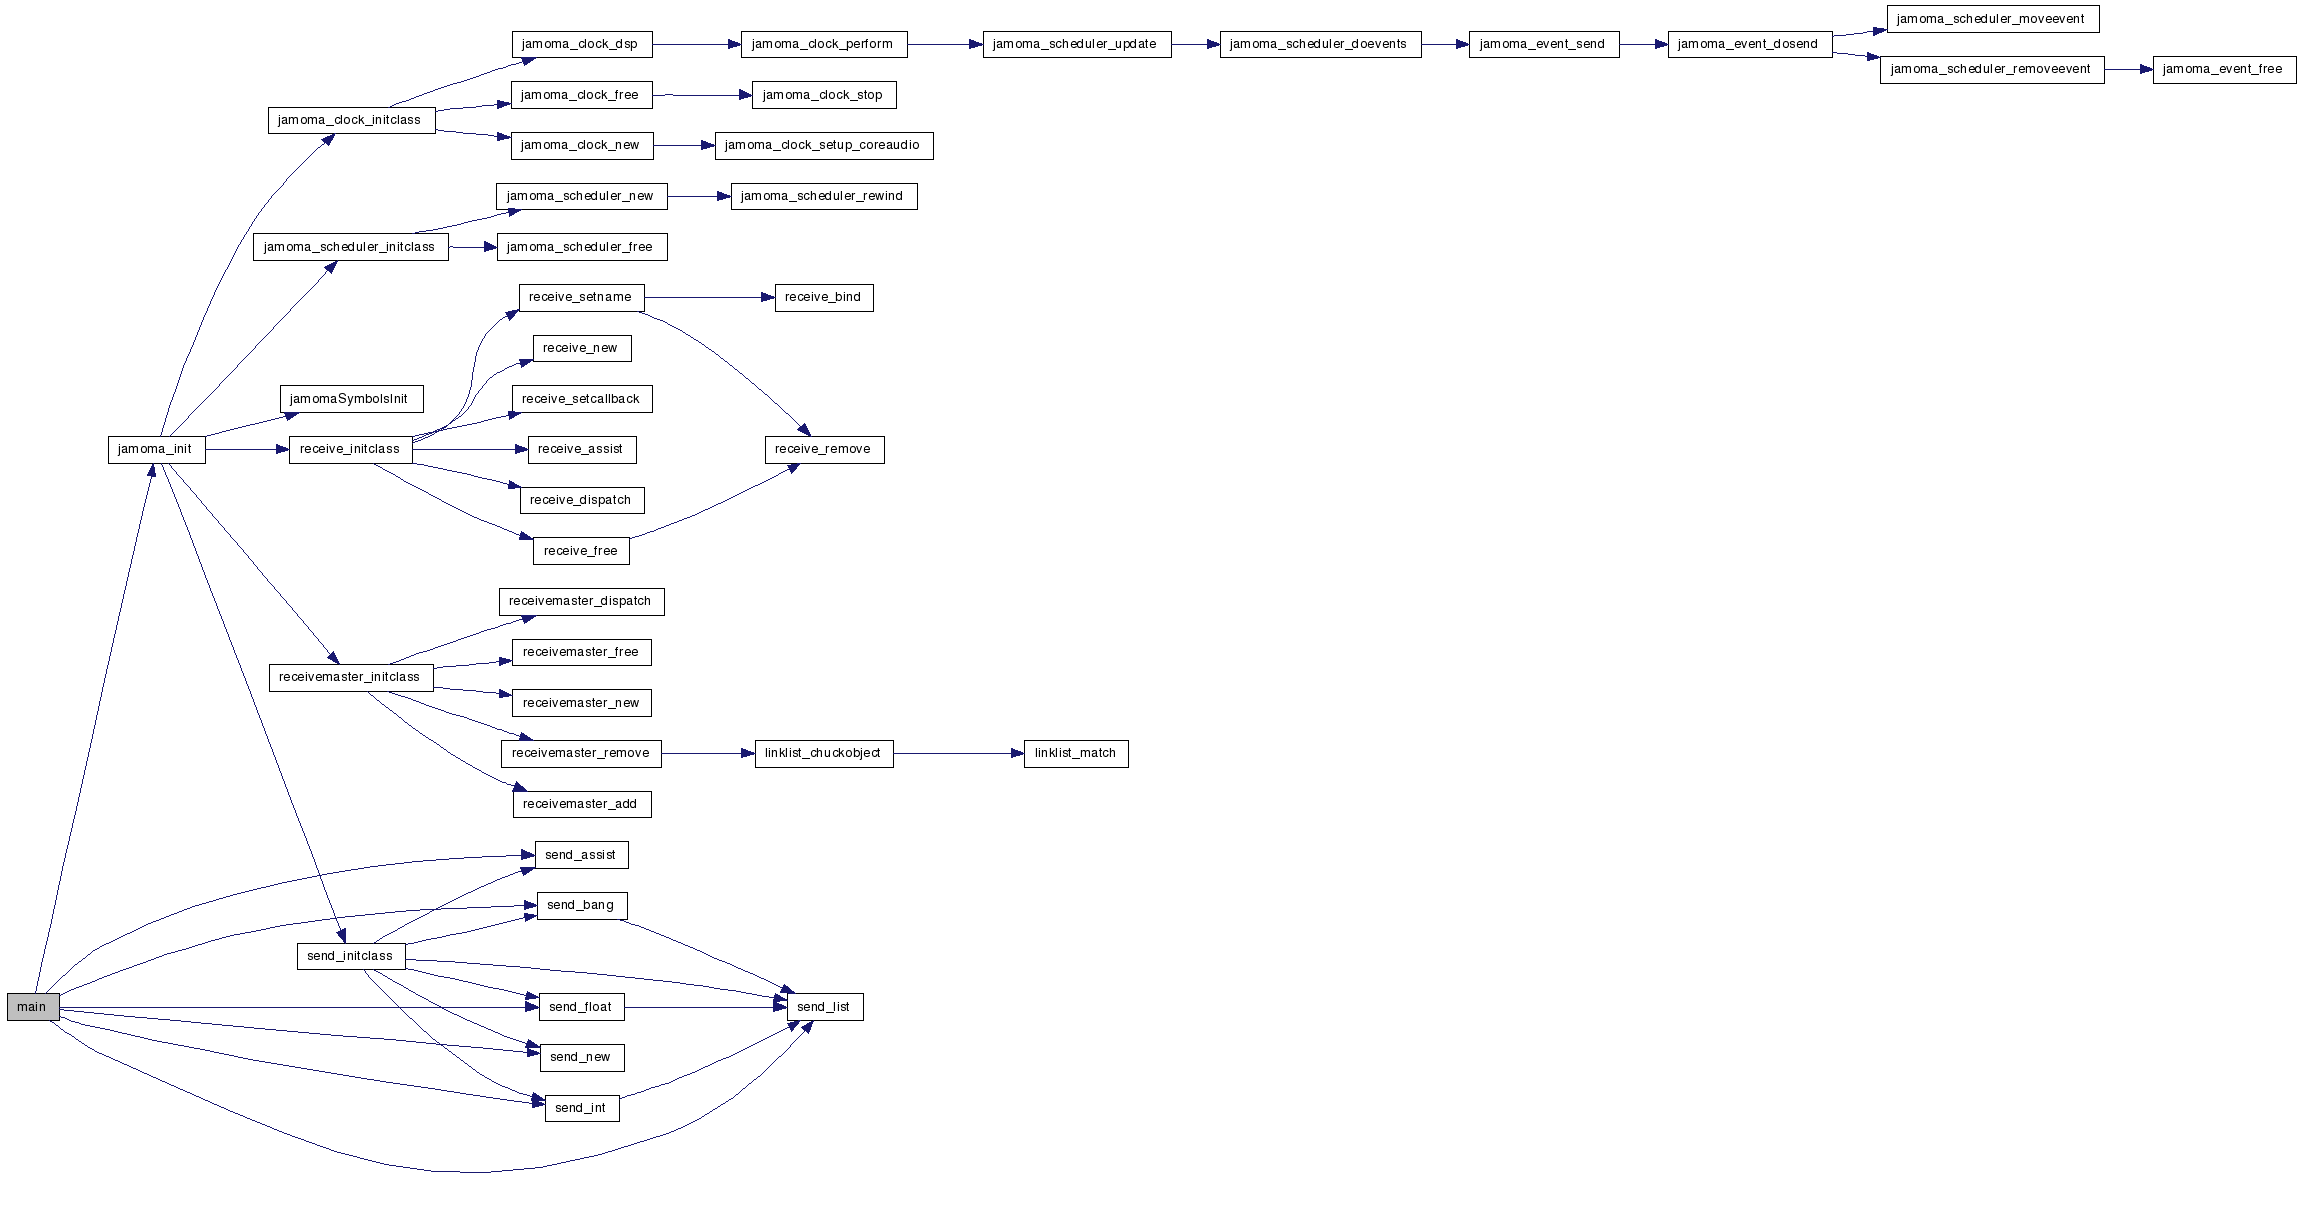 jamoma_scheduler_moveevent
jamoma_clock_dsp
jamoma_clock_perform
jamoma_scheduler_update
jamoma_scheduler_doevents
jamoma_event_send
jamoma_event_dosend
jamoma_scheduler_removeevent
jamoma_event_free
jamoma_clock_free
jamoma_clock_stop
jamoma_clock_initclass
jamoma_clock_new
jamoma_clock_setup_coreaudio
jamoma_scheduler_new
jamoma_scheduler_rewind
jamoma_scheduler_initclass
jamoma_scheduler_free
receive_setname
receive_bind
receive_new
jamomaSymbolsInit
receive_setcallback
jamoma_init
receive_initclass
receive_assist
receive_remove
receive_dispatch
receive_free
receivemaster_dispatch
receivemaster_free
receivemaster_initclass
receivemaster_new
receivemaster_remove
linklist_chuckobject
linklist_match
receivemaster_add
send_assist
send_bang
send_initclass
main
send_float
send_list
send_new
send_int